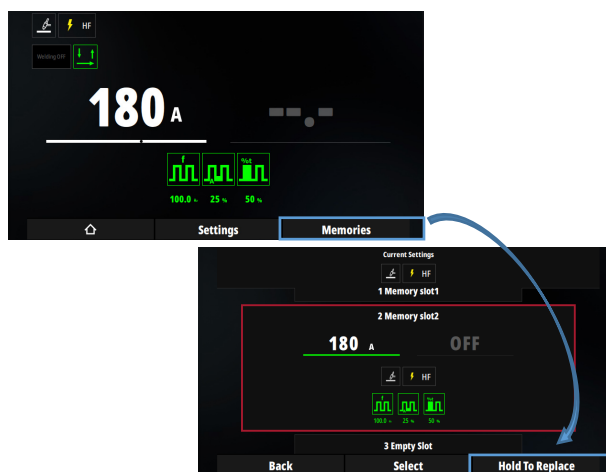 HF
Welding OFF
180 A --.-
f %t
A
100.0 Hz 25 % 50 %
Settings Memories
Current Settings
HF
1 Memory slot1
2 Memory slot2
180 A OFF
HF
100.0 25 % 50 %
3 Empty Slot
Back Select Hold To Replace